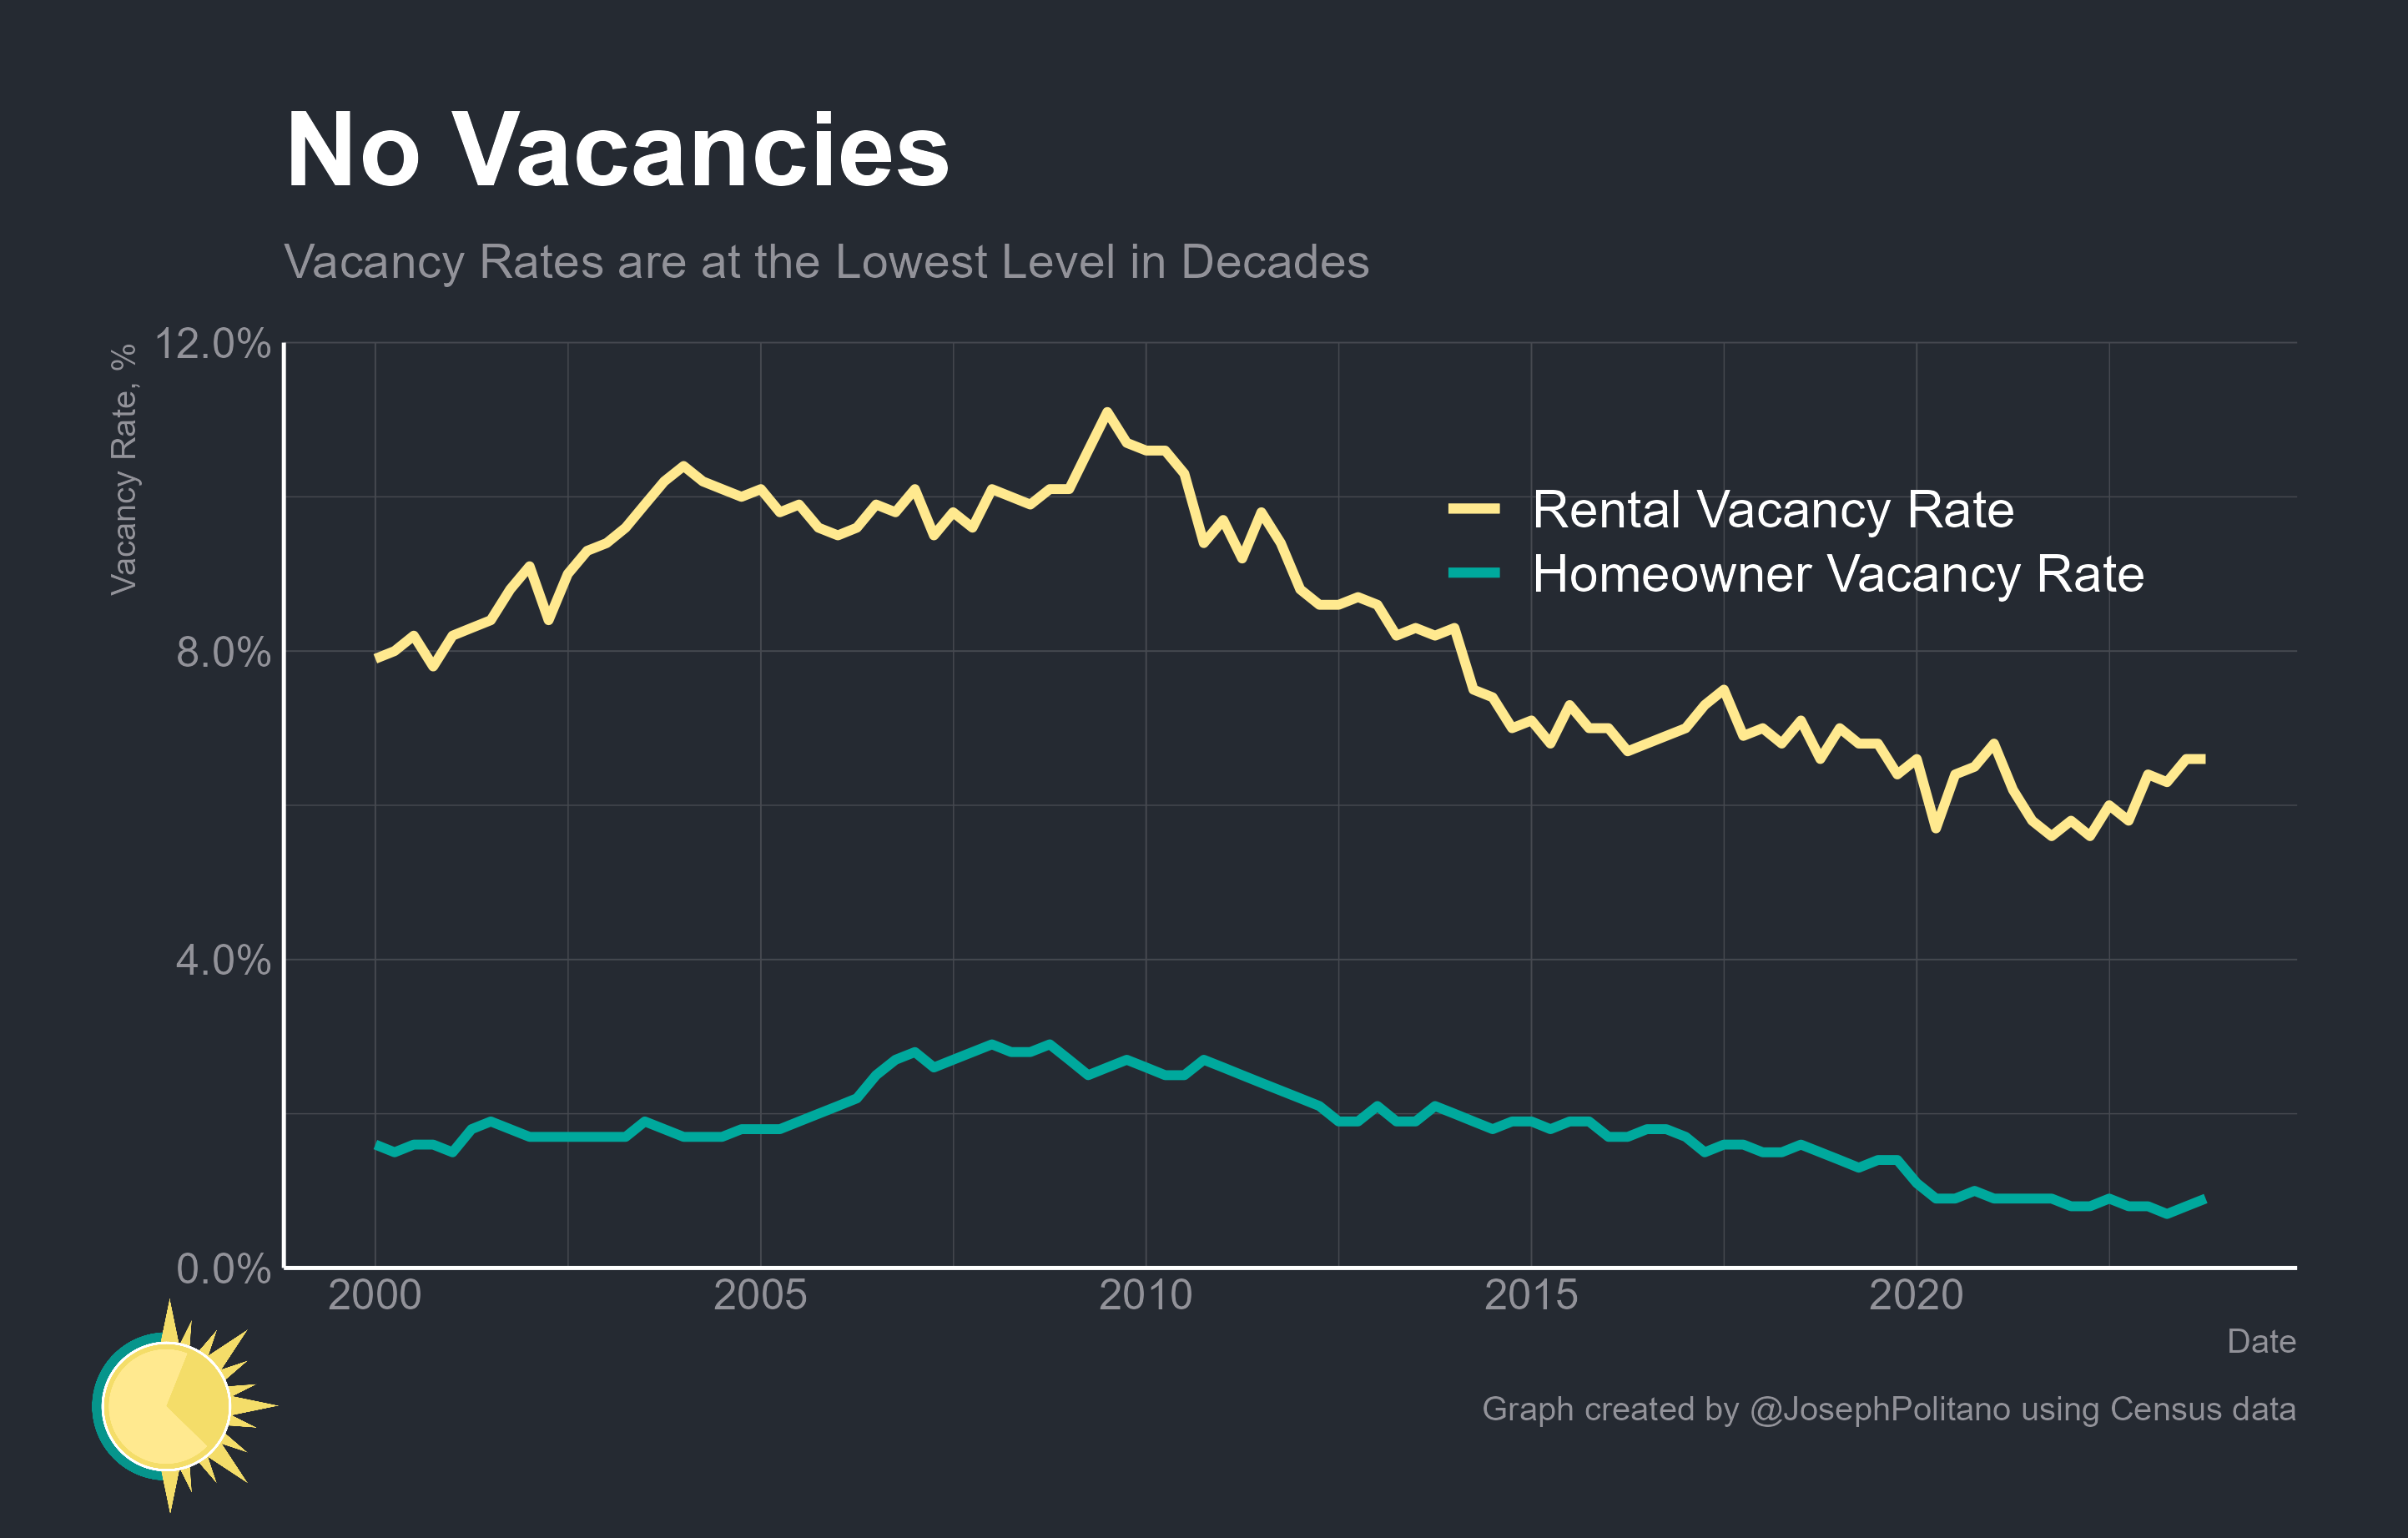 No Vacancies
Vacancy Rates are at the Lowest Level in Decades
Vacancy Rate, %
12.0%
8.0%
4.0%
0.0%
Rental Vacancy Rate
Homeowner Vacancy Rate
2000 2005 2010 2015 2020
Date
Graph created by @JosephPolitano using Census data